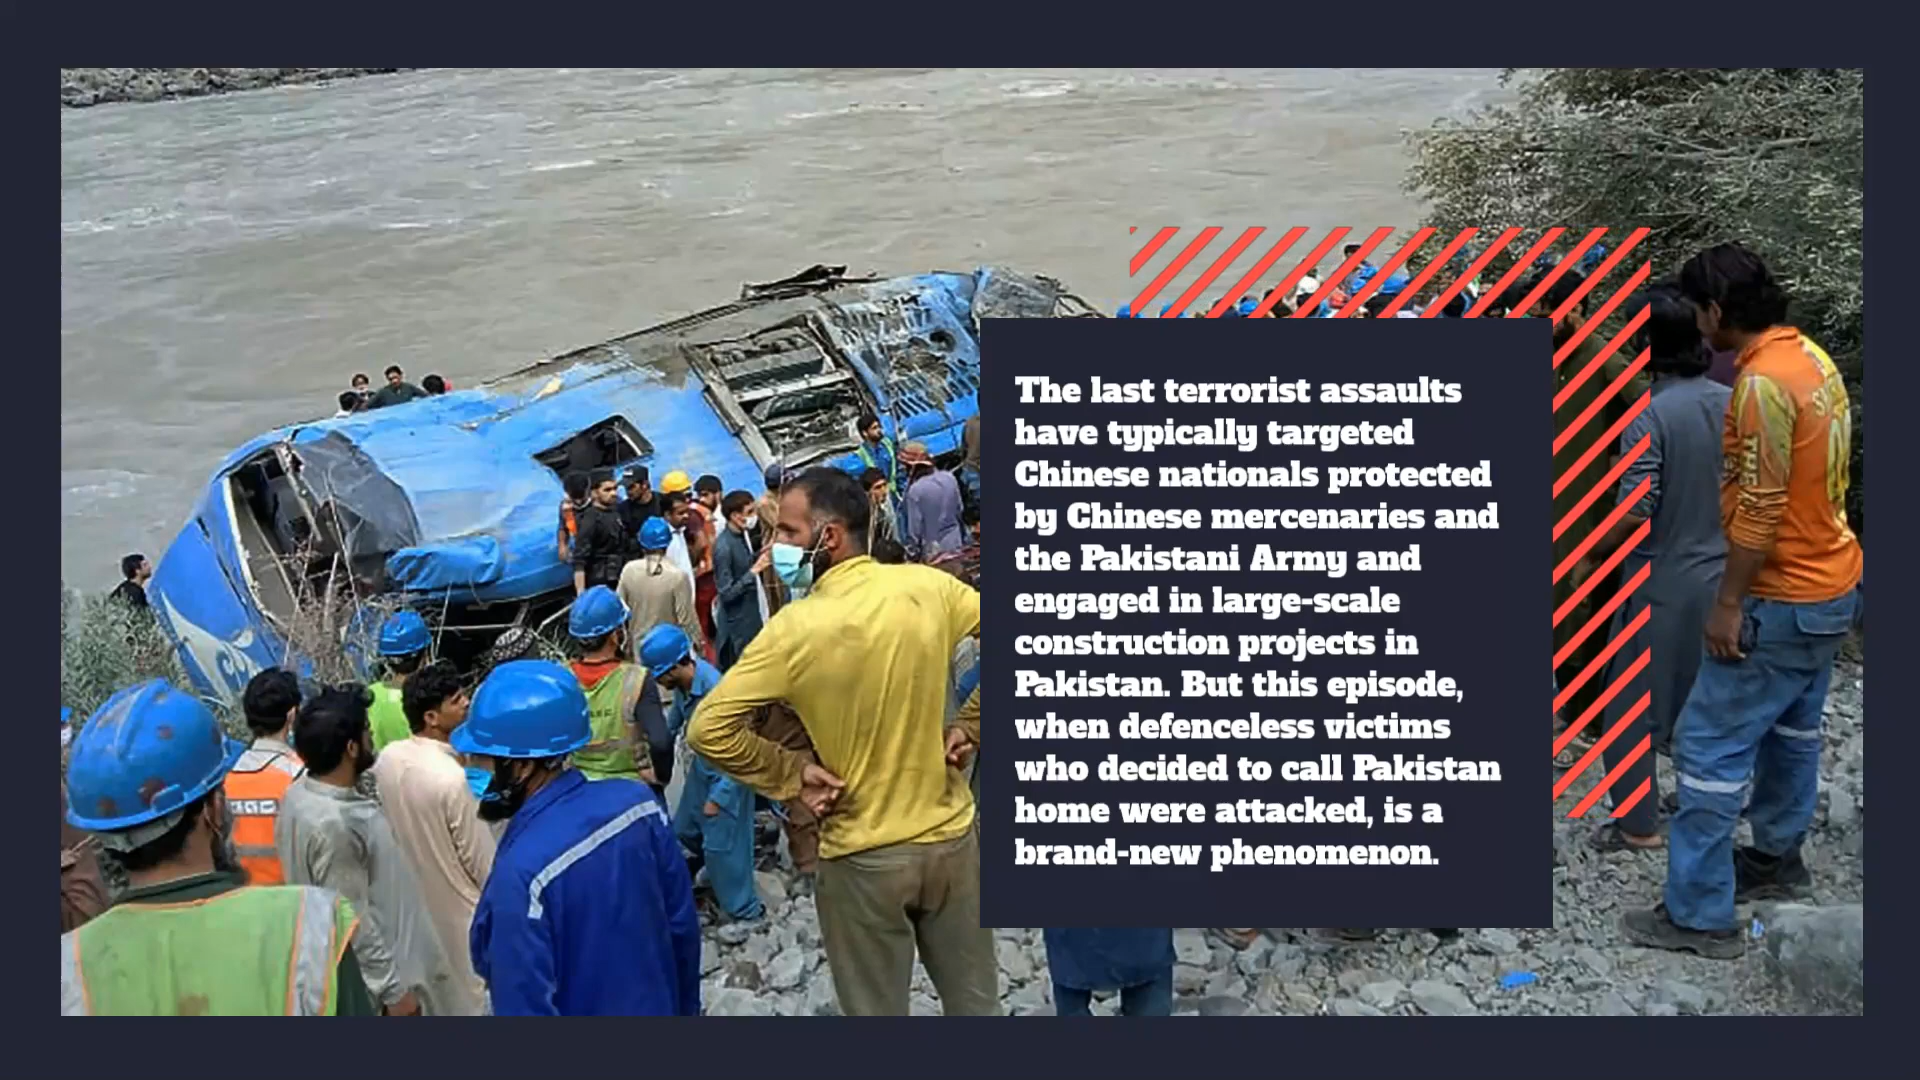 The last terrorist assaults
have typically targeted
Chinese nationals protected
by Chinese mercenaries and
the Pakistani Army and
engaged in large-scale
construction projects in
Pakistan. But this episode,
when defenceless victims
who decided to call Pakistan
home were attacked, is a
brand-new phenomenon.